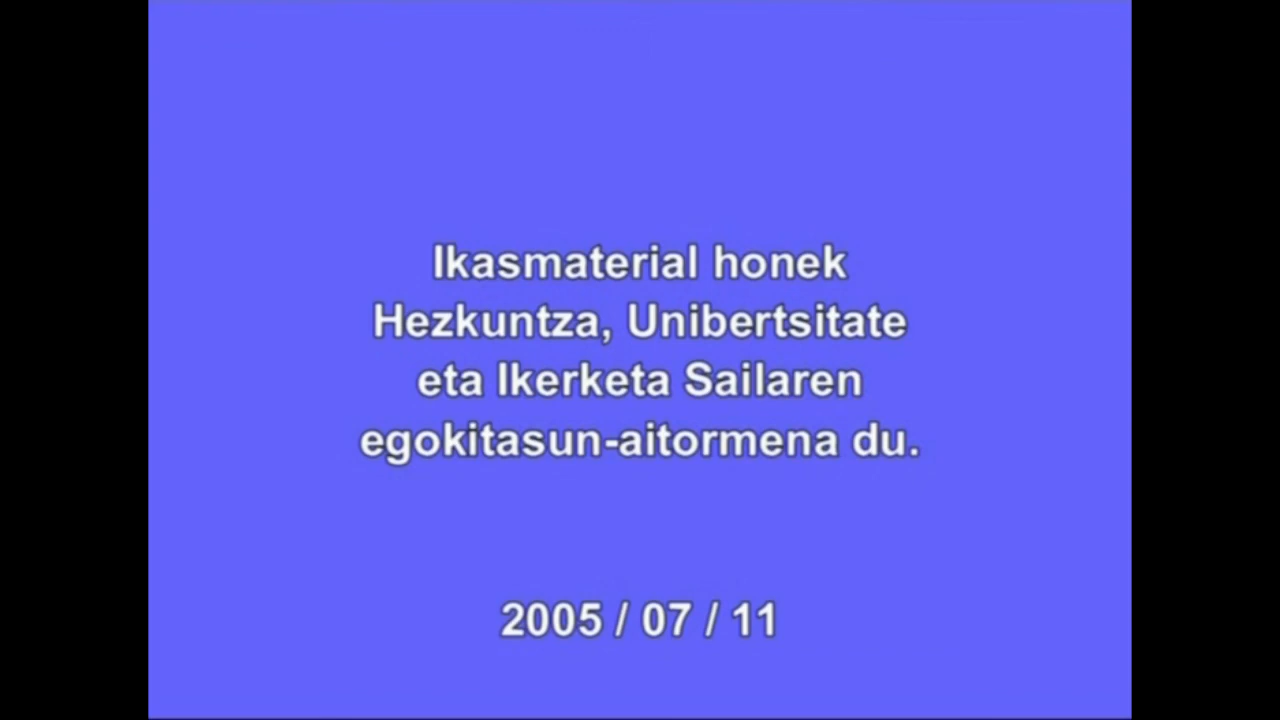 Ikasmaterial honek
Hezkuntza, Unibertsitate
eta Ikerketa Sailaren
egokitasun-aitormena du.
2005 / 07 / 11